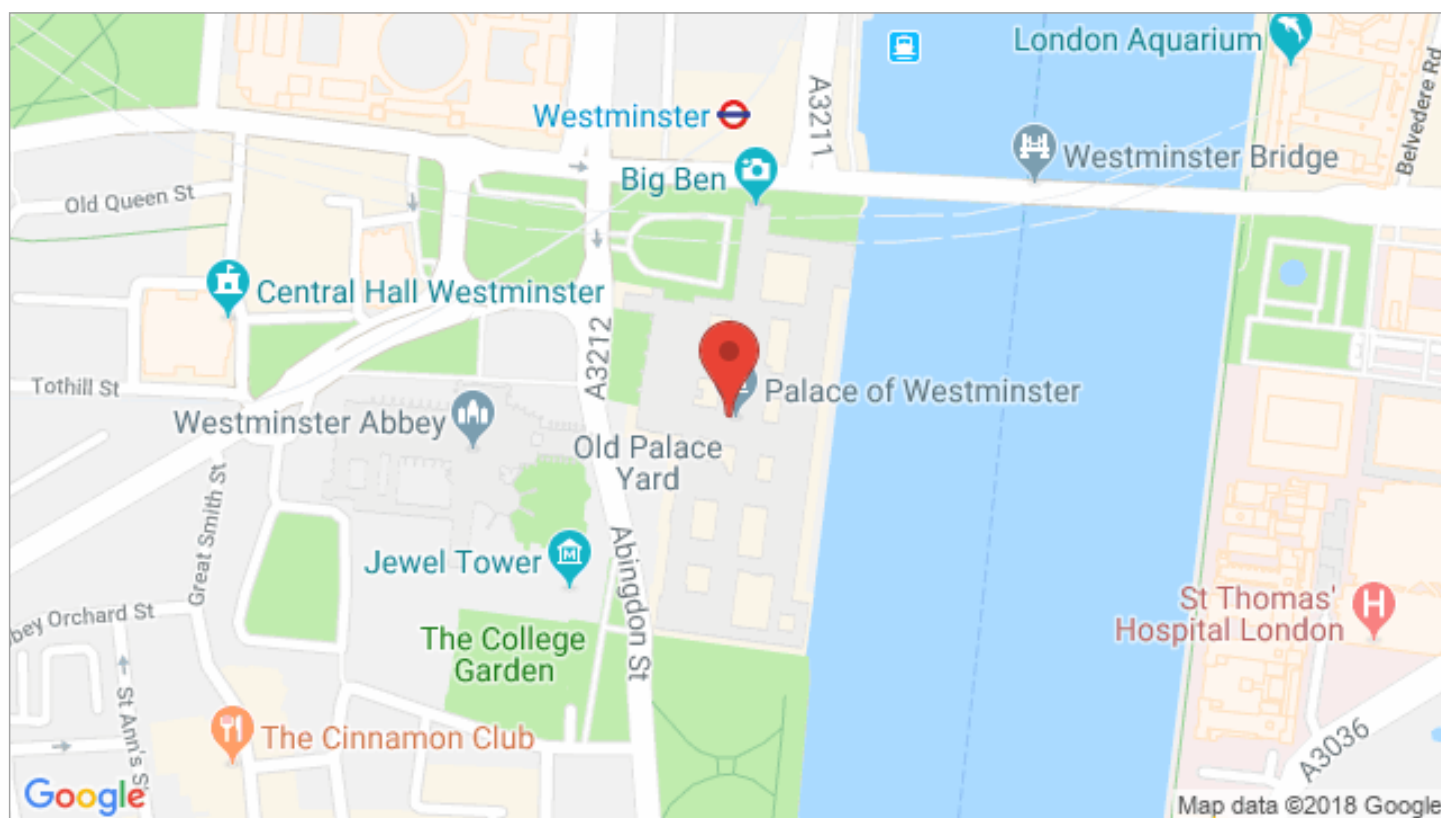 London Aquarium
Belvedere Rd
A3211
Westminster
Westminster Bridge
Big Ben
Old Queen St
Central Hall Westminster
A3212
Tothill St
Palace of Westminster
Westminster Abbey
Old Palace
Yard
Great Smith St
Jewel Tower
Abingdon St
St Thomas'
Hospital London
H
bey Orchard St
The College
Garden
St Ann's S
The Cinnamon Club
A3036
M
Google
Map data ©2018 Google